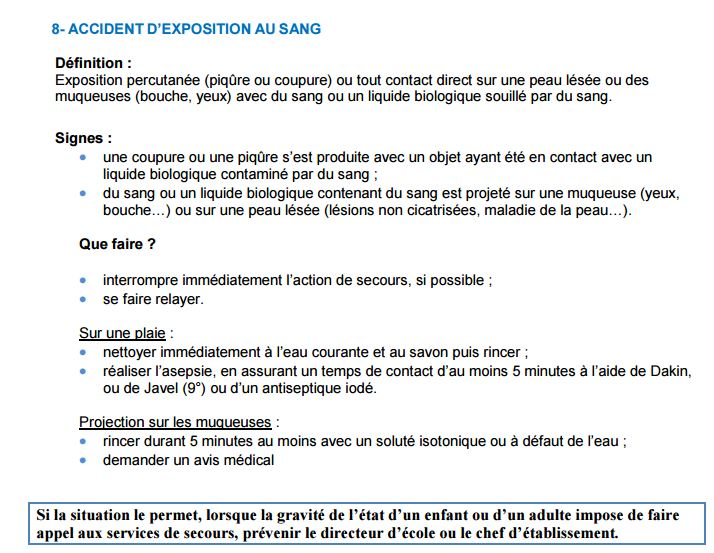 8- ACCIDENT D’EXPOSITION AU SANG
Définition :
Exposition percutanée (piqûre ou coupure) ou tout contact direct sur une peau lésée ou des
muqueuses (bouche, yeux) avec du sang ou un liquide biologique souillé par du sang.
Signes :
• une coupure ou une piqûre s’est produite avec un objet ayant été en contact avec un
liquide biologique contaminé par du sang ;
• du sang ou un liquide biologique contenant du sang est projeté sur une muqueuse (yeux,
bouche…) ou sur une peau lésée (lésions non cicatrisées, maladie de la peau…).
Que faire ?
• interrompre immédiatement l’action de secours, si possible ;
• se faire relayer.
Sur une plaie :
• nettoyer immédiatement à l’eau courante et au savon puis rincer ;
• réaliser l’asepsie, en assurant un temps de contact d’au moins 5 minutes à l’aide de Dakin,
ou de Javel (9°) ou d’un antiseptique iodé.
Projection sur les muqueuses :
• rincer durant 5 minutes au moins avec un soluté isotonique ou à défaut de l’eau ;
• demander un avis médical
Si la situation le permet, lorsque la gravité de l’état d’un enfant ou d’un adulte impose de faire
appel aux services de secours, prévenir le directeur d’école ou le chef d’établissement.